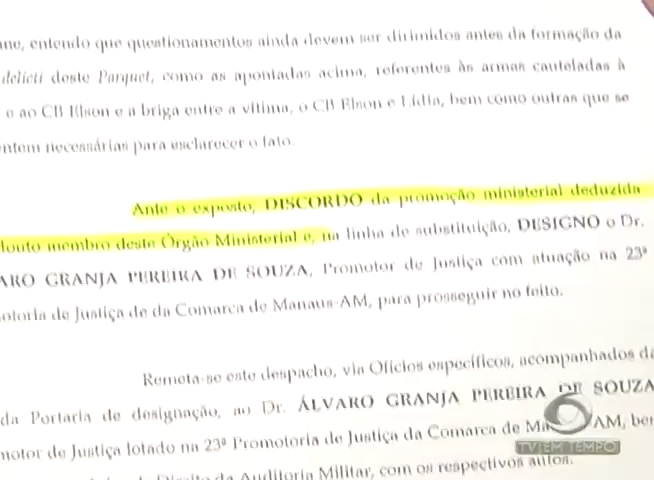 entendo que questionamentos ainda devem ser dirimidos antes da formação da
delicti deste Parquet, como as apontadas acima, referentes às armas cauteladas à
e ao CB Elson e a briga entre a vítima, o CB Elson e Lídia, bem como outras que se
necessárias para esclarecer o fato.
Ante o exposto, DISCORDO da promoção ministerial deduzida
douto membro deste Órgão Ministerial e, na linha de substituição, DESIGNO o Dr.
ARO GRANJA PEREIRA DE SOUZA, Promotor de Justiça com atuação na 23ª
de Justiça de da Comarca de Manaus-AM, para prosseguir no feito.
Remeta-se este despacho, via Ofícios específicos, acompanhados da
da Portaria de designação, ao Dr. ÁLVARO GRANJA PEREIRA DE SOUZA
motor de Justiça lotado na 23ª Promotoria de Justiça da Comarca de Ma AM, bem
Direito da Auditoria Militar, com os respectivos autos.
TV EM TEMPO